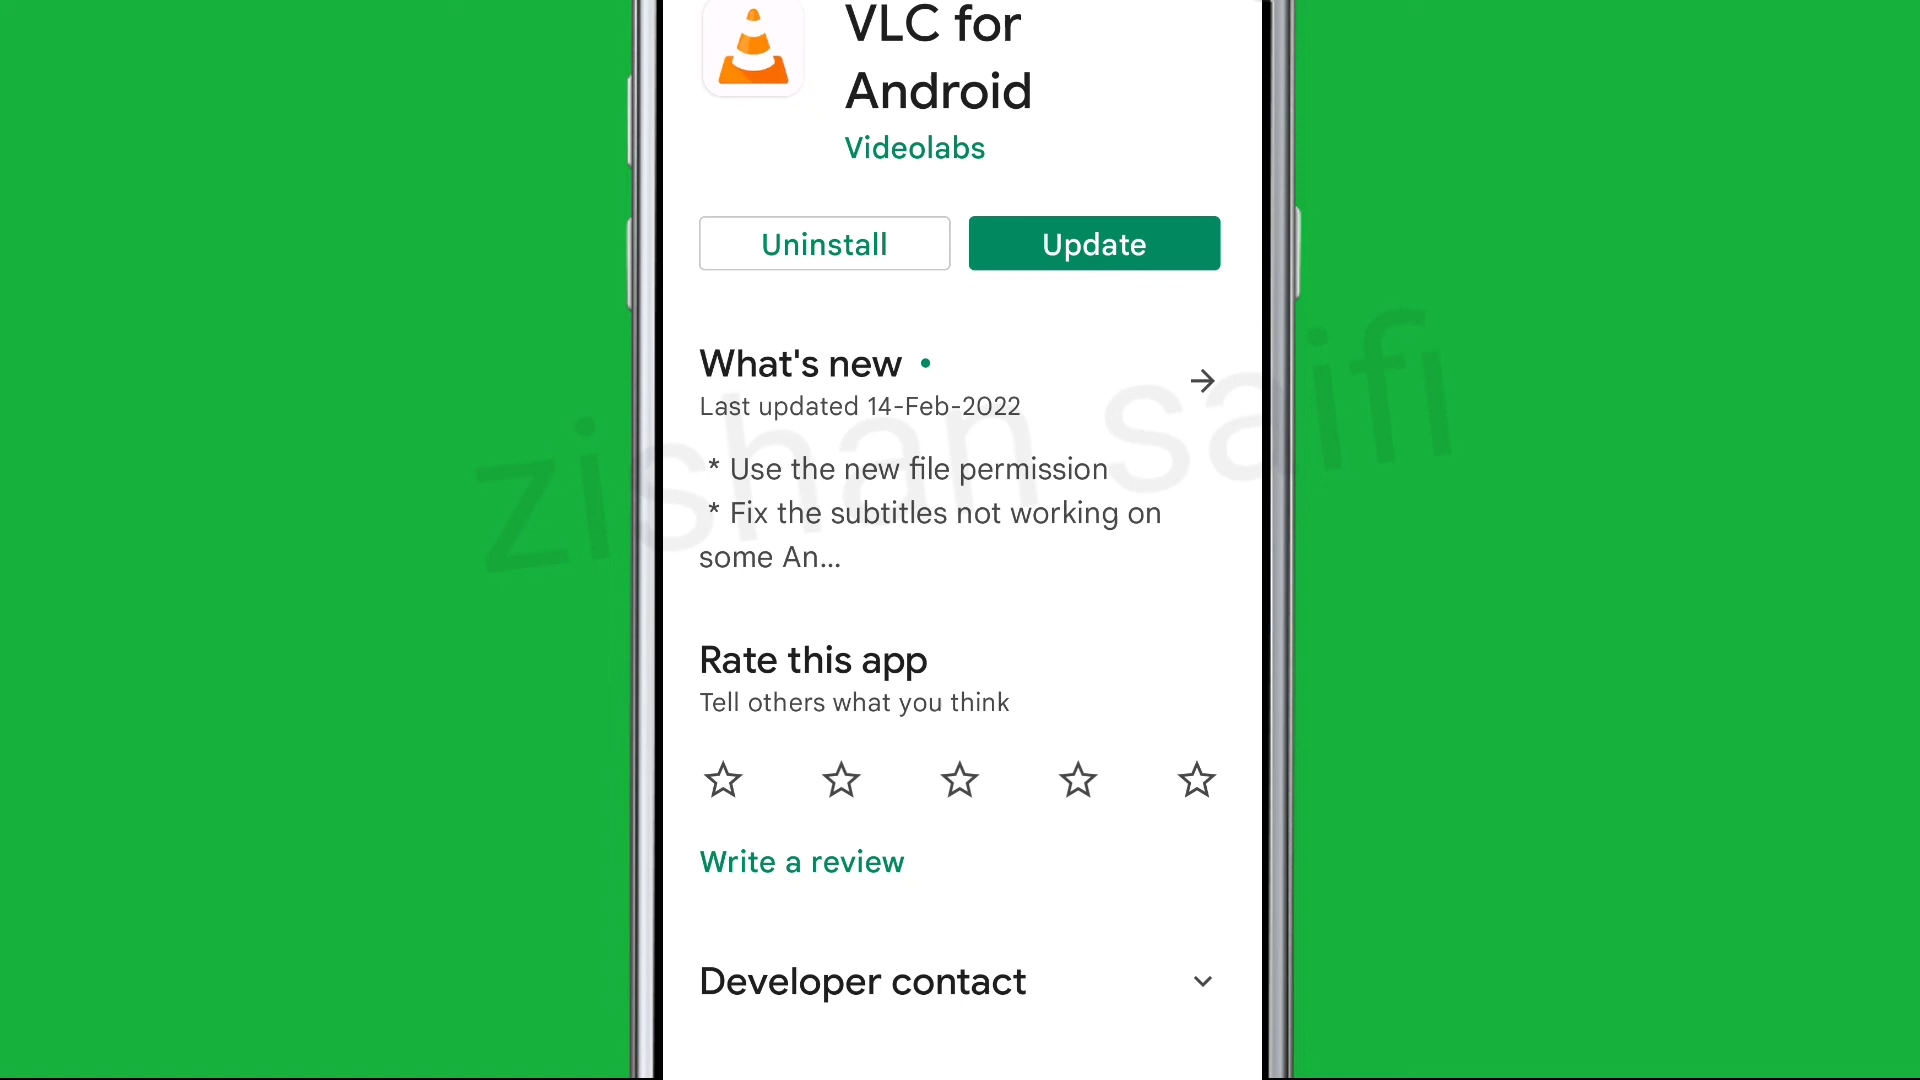 VLC for
Android
Videolabs
Uninstall
Update
What's new •
Last updated 14-Feb-2022
* Use the new file permission
* Fix the subtitles not working on
some An...
Rate this app
Tell others what you think
Write a review
Developer contact
zishan saifi